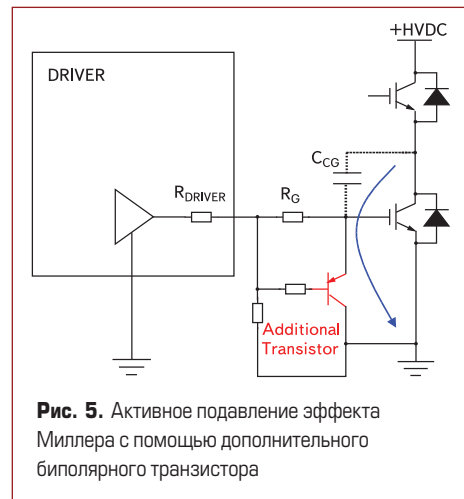 +HVDC
DRIVER
C_CG
R_DRIVER
R_G
Additional
Transistor
Рис. 5. Активное подавление эффекта
Миллера с помощью дополнительного
биполярного транзистора